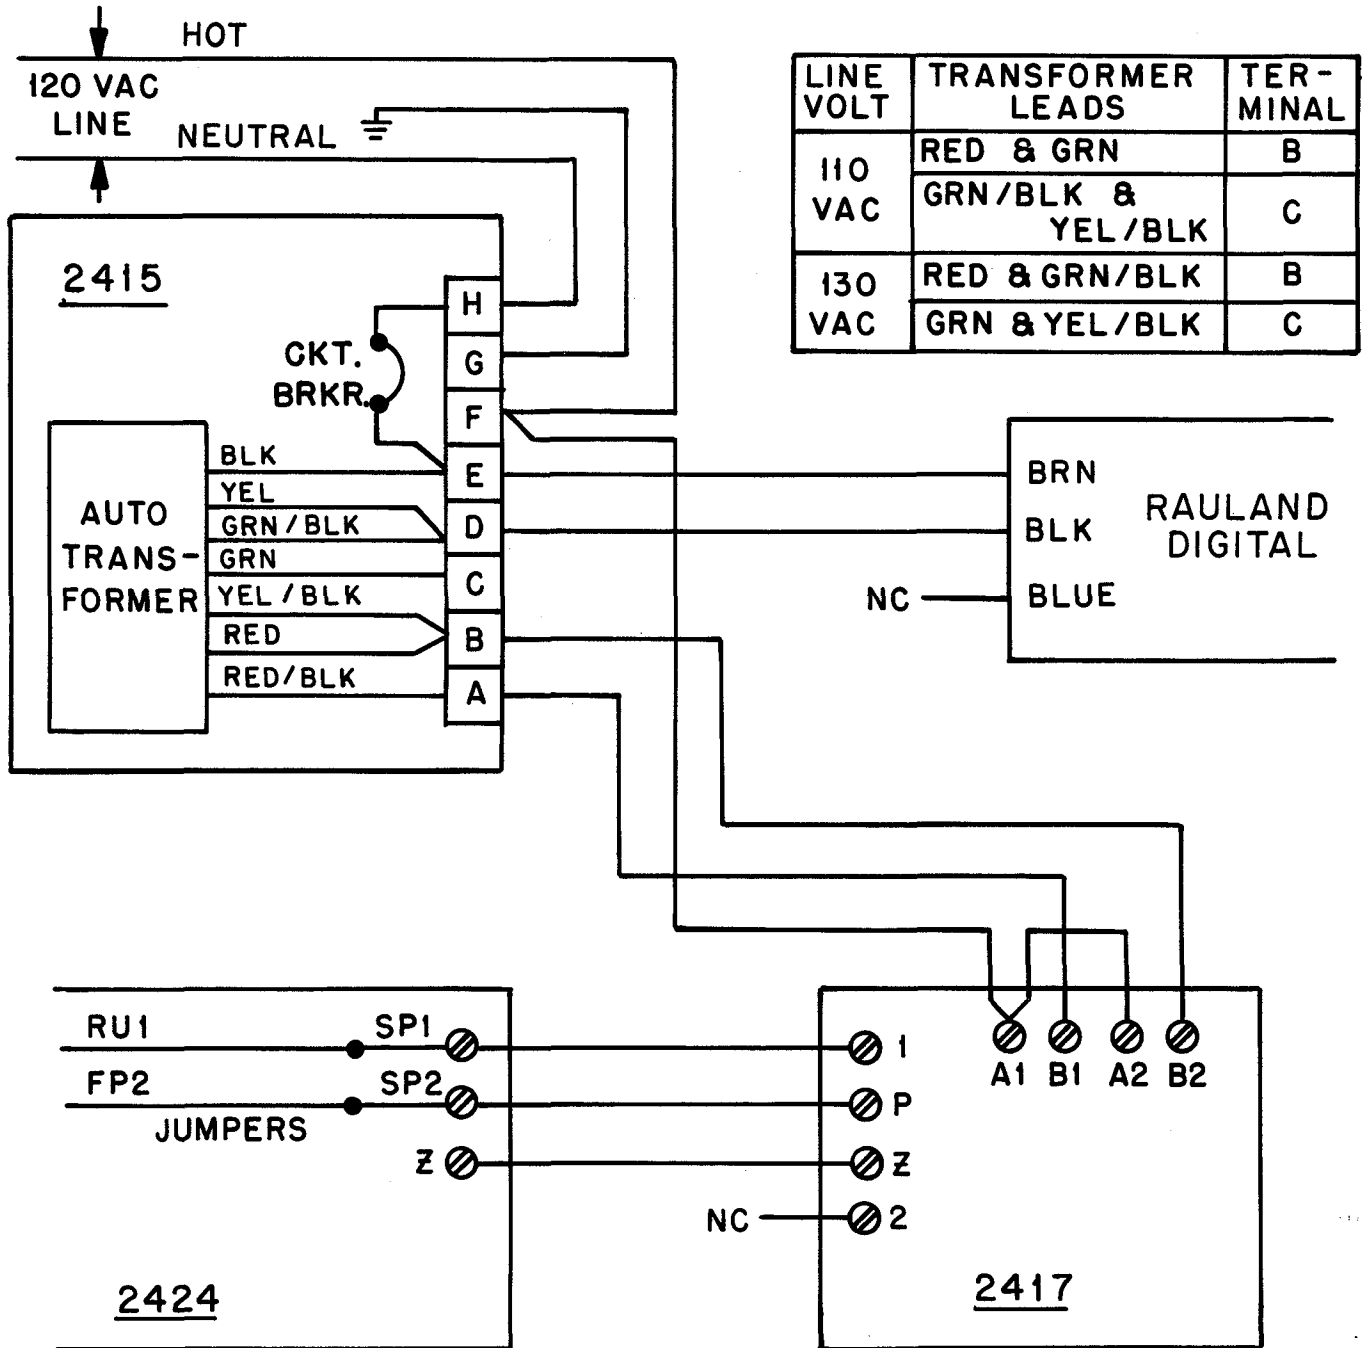 HOT
120 VAC
LINE
NEUTRAL
LINE VOLT
TRANSFORMER LEADS
TER-MINAL
110 VAC
RED & GRN
B
GRN/BLK & YEL/BLK
C
130 VAC
RED & GRN/BLK
B
GRN & YEL/BLK
C
2415
CKT.
BRKR.
H
G
F
E
D
C
B
A
AUTO
TRANS-
FORMER
BLK
YEL
GRN/BLK
GRN
YEL/BLK
RED
RED/BLK
BRN
BLK
NC
BLUE
RAULAND
DIGITAL
RU1
SP1
FP2
SP2
JUMPERS
Z
2424
1
P
Z
NC
2
A1 B1 A2 B2
2417